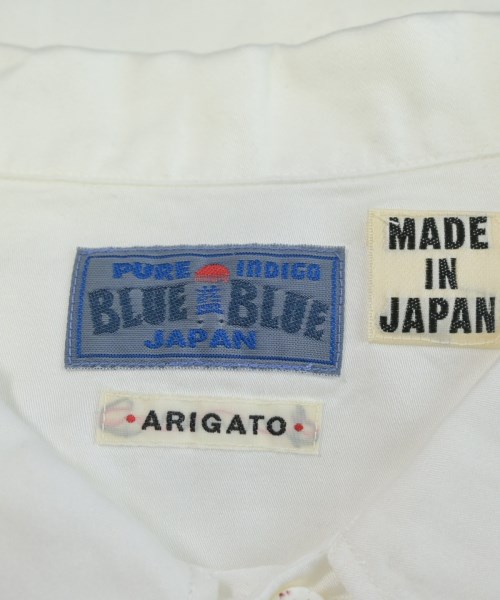 PURE INDIGO
BLUE BLUE
JAPAN
• ARIGATO •
MADE
IN
JAPAN